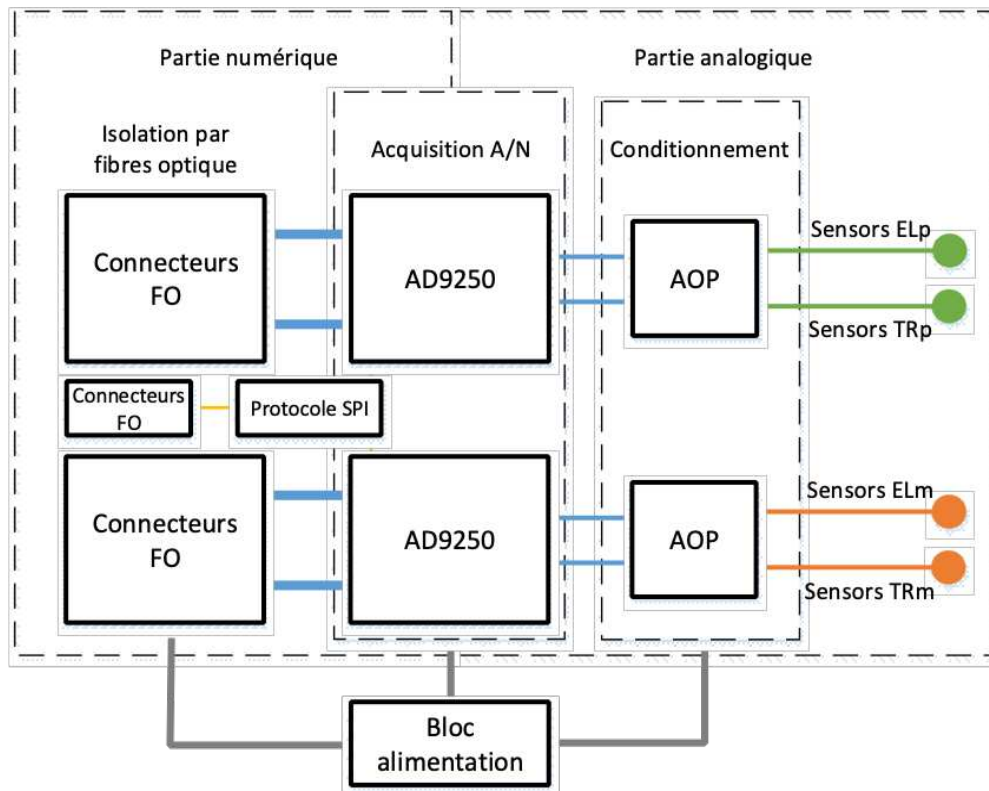 Partie numérique
Partie analogique
Isolation par
fibres optique
Acquisition A/N
Conditionnement
Connecteurs
FO
AD9250
AOP
Sensors ELp
Sensors TRp
Connecteurs
FO
Protocole SPI
Connecteurs
FO
AD9250
AOP
Sensors ELm
Sensors TRm
Bloc
alimentation